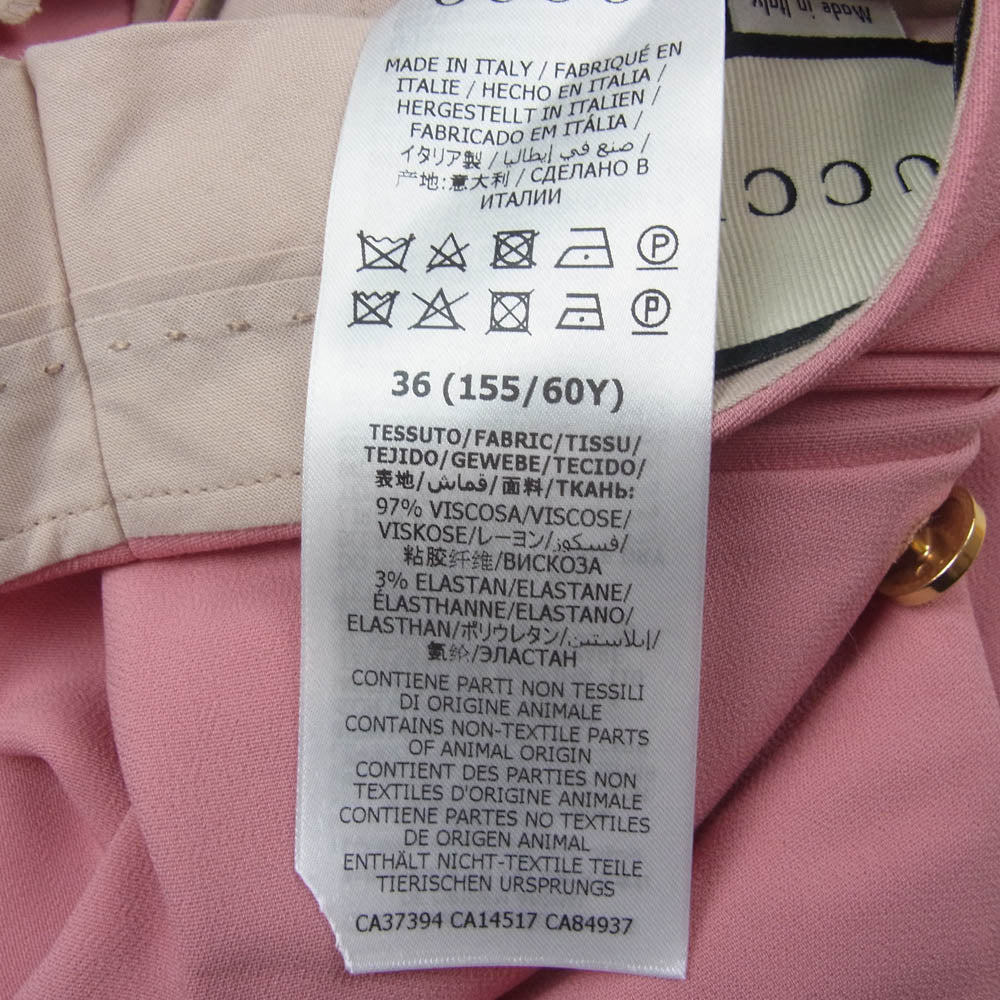 GUCCI
Made in Italy
MADE IN ITALY / FABRIQUÉ EN
ITALIE / HECHO EN ITALIA /
HERGESTELLT IN ITALIEN /
FABRICADO EM ITÁLIA /
イタリア製 / صنع في إيطاليا /
产地:意大利 / СДЕЛАНО В
ИТАЛИИ
P
P
36 (155/60Y)
TESSUTO/FABRIC/TISSU/
TEJIDO/GEWEBE/TECIDO/
表地/قماش/面料/ТКАНЬ:
97% VISCOSA/VISCOSE/
VISKOSE/レーヨン/فسكوز/
粘胶纤维/ВИСКОЗА
3% ELASTAN/ELASTANE/
ÉLASTHANNE/ELASTANO/
ELASTHAN/ポリウレタン/إيلاستين/
氨纶/ЭЛАСТАН
CONTIENE PARTI NON TESSILI
DI ORIGINE ANIMALE
CONTAINS NON-TEXTILE PARTS
OF ANIMAL ORIGIN
CONTIENT DES PARTIES NON
TEXTILES D'ORIGINE ANIMALE
CONTIENE PARTES NO TEXTILES
DE ORIGEN ANIMAL
ENTHÄLT NICHT-TEXTILE TEILE
TIERISCHEN URSPRUNGS
CA37394 CA14517 CA84937